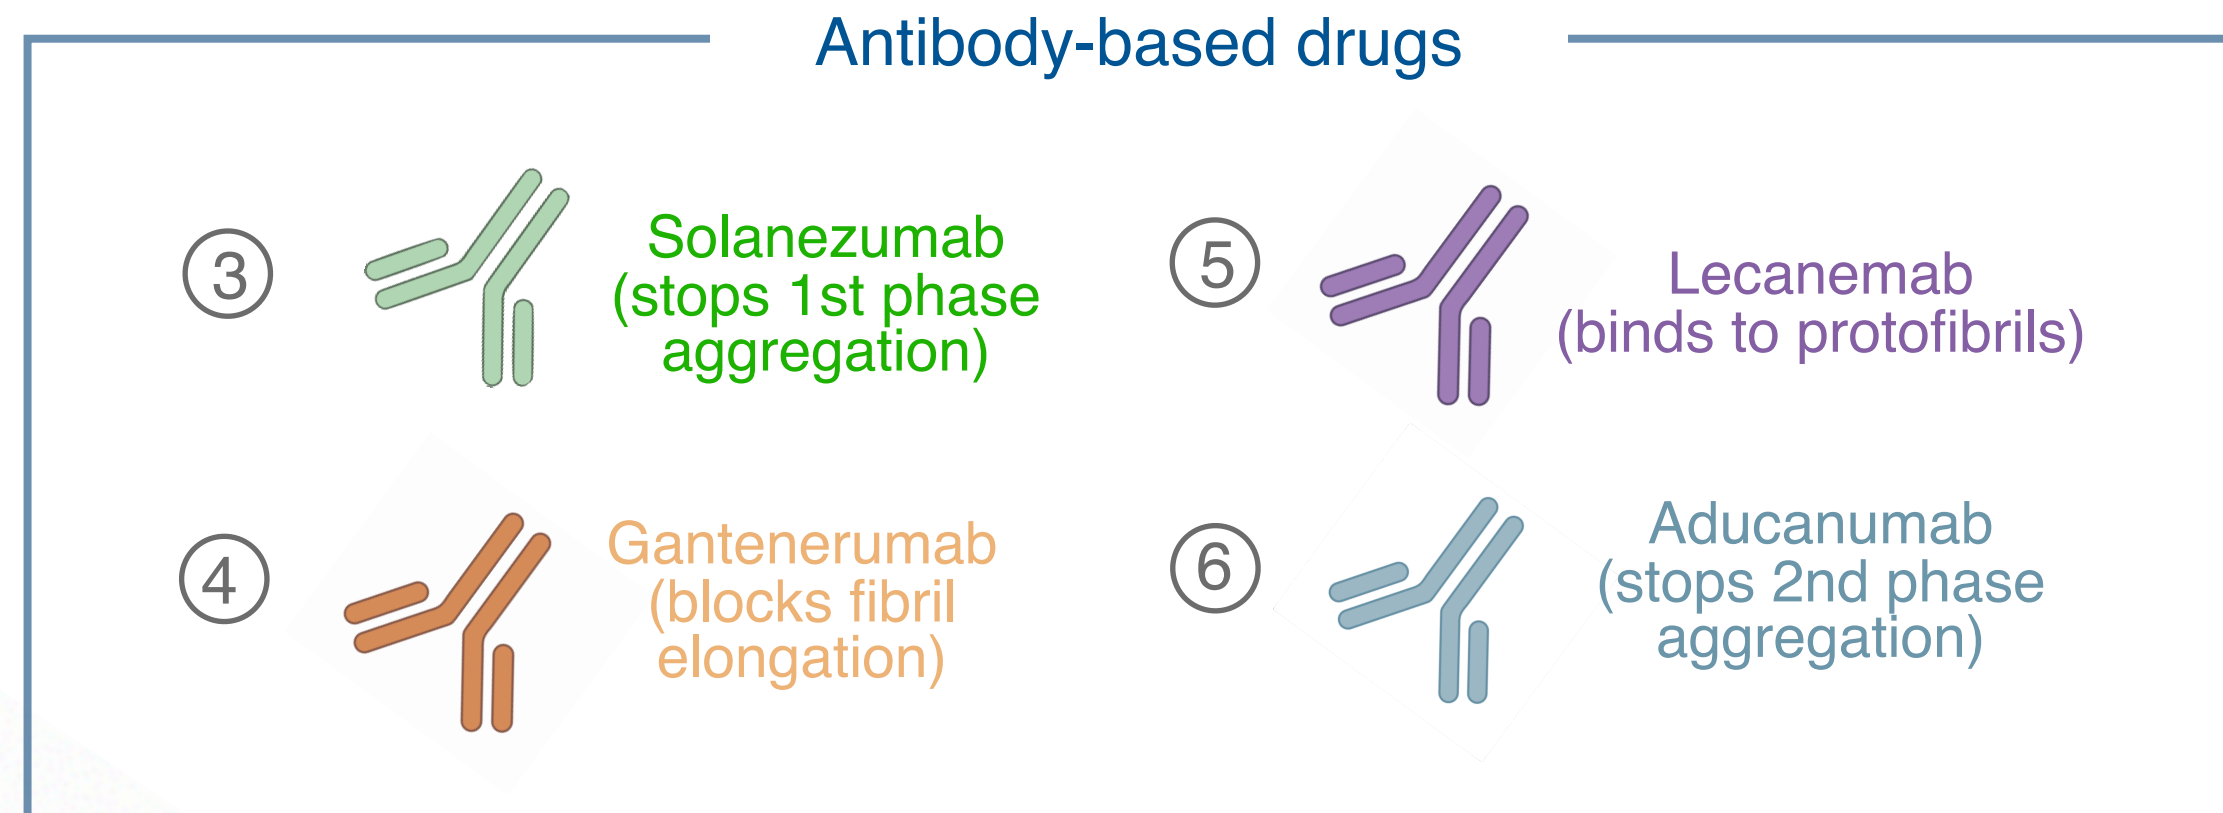 Antibody-based drugs
3
Solanezumab
(stops 1st phase
aggregation)
4
Gantenerumab
(blocks fibril
elongation)
5
Lecanemab
(binds to protofibrils)
6
Aducanumab
(stops 2nd phase
aggregation)